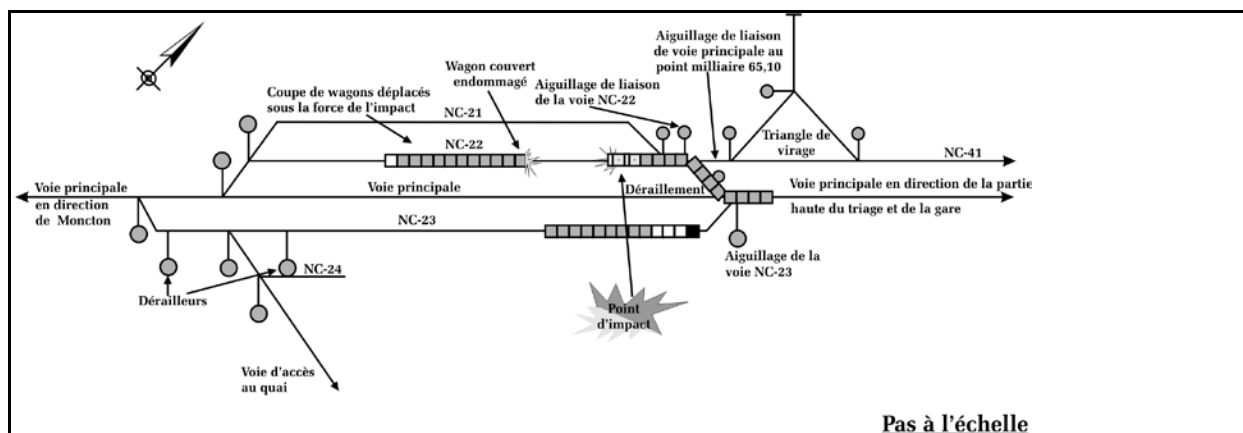 Aiguillage de liaison
de voie principale au
point milliaire 65,10
Wagon couvert
endommagé
Aiguillage de liaison
de la voie NC-22
Coupe de wagons déplacés
sous la force de l'impact
NC-21
NC-22
Triangle de
virage
NC-41
Voie principale
en direction
de Moncton
Voie principale
Déraillement
Voie principale en direction de la partie
haute du triage et de la gare
NC-23
Aiguillage de la
voie NC-23
NC-24
Dérailleurs
Point
d'impact
Voie d'accès
au quai
Pas à l'échelle